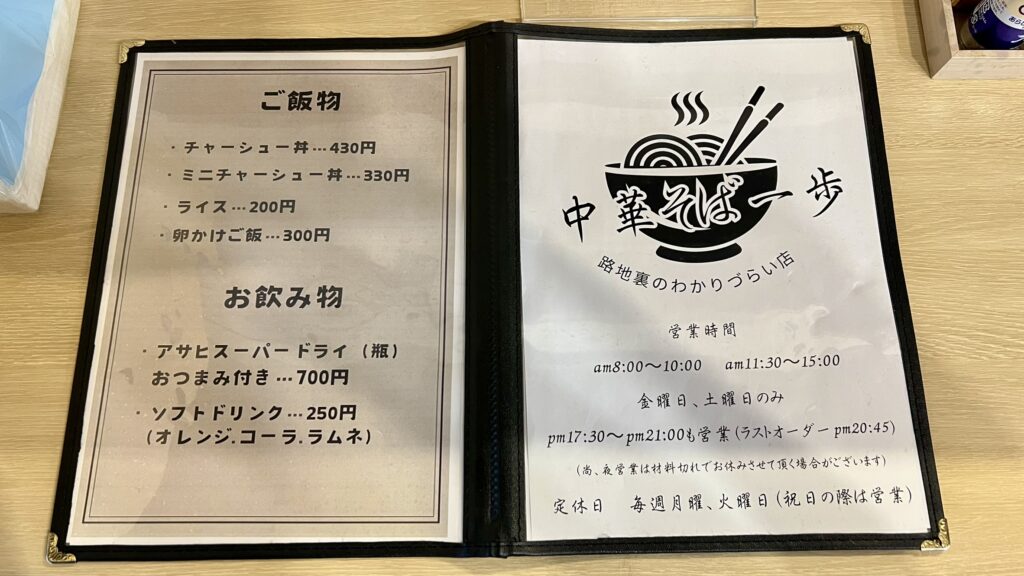 ご飯物
・チャーシュー丼…430円
・ミニチャーシュー丼…330円
・ライス…200円
・卵かけご飯…300円
お飲み物
・アサヒスーパードライ（瓶）
おつまみ付き…700円
・ソフトドリンク…250円
(オレンジ.コーラ.ラムネ)
中華そば一歩
路地裏のわかりづらい店
営業時間
am8:00〜10:00 am11:30〜15:00
金曜日、土曜日のみ
pm17:30〜pm21:00も営業(ラストオーダーpm20:45)
(尚、夜営業は材料切れでお休みさせて頂く場合がございます)
定休日 毎週月曜、火曜日(祝日の際は営業)